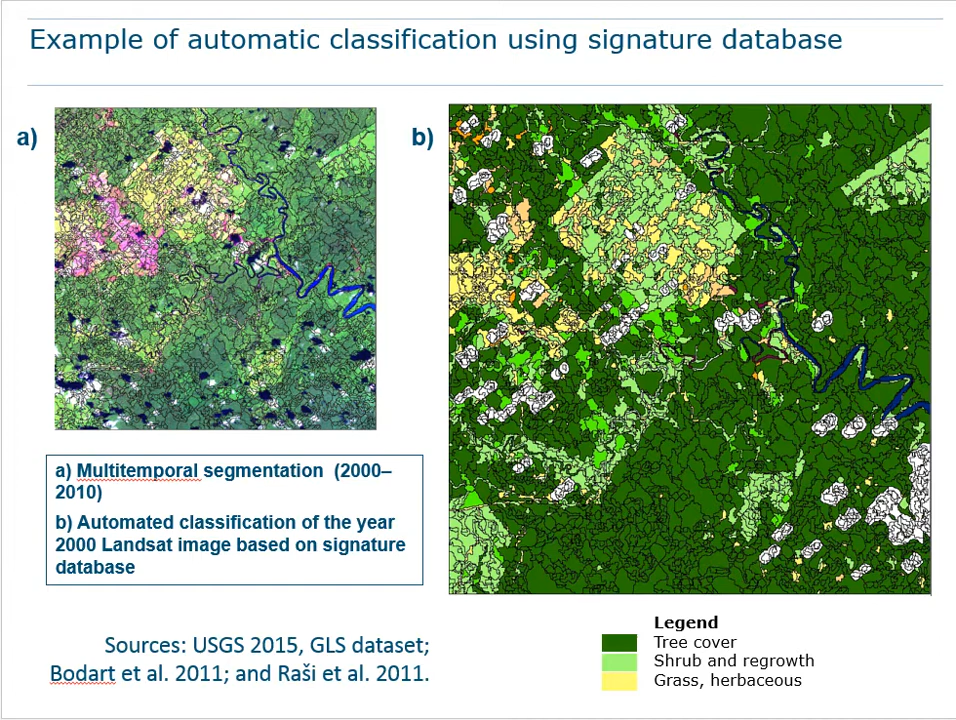 Example of automatic classification using signature database
a)
b)
a) Multitemporal segmentation (2000–
2010)
b) Automated classification of the year
2000 Landsat image based on signature
database
Sources: USGS 2015, GLS dataset;
Bodart et al. 2011; and Raši et al. 2011.
Legend
Tree cover
Shrub and regrowth
Grass, herbaceous